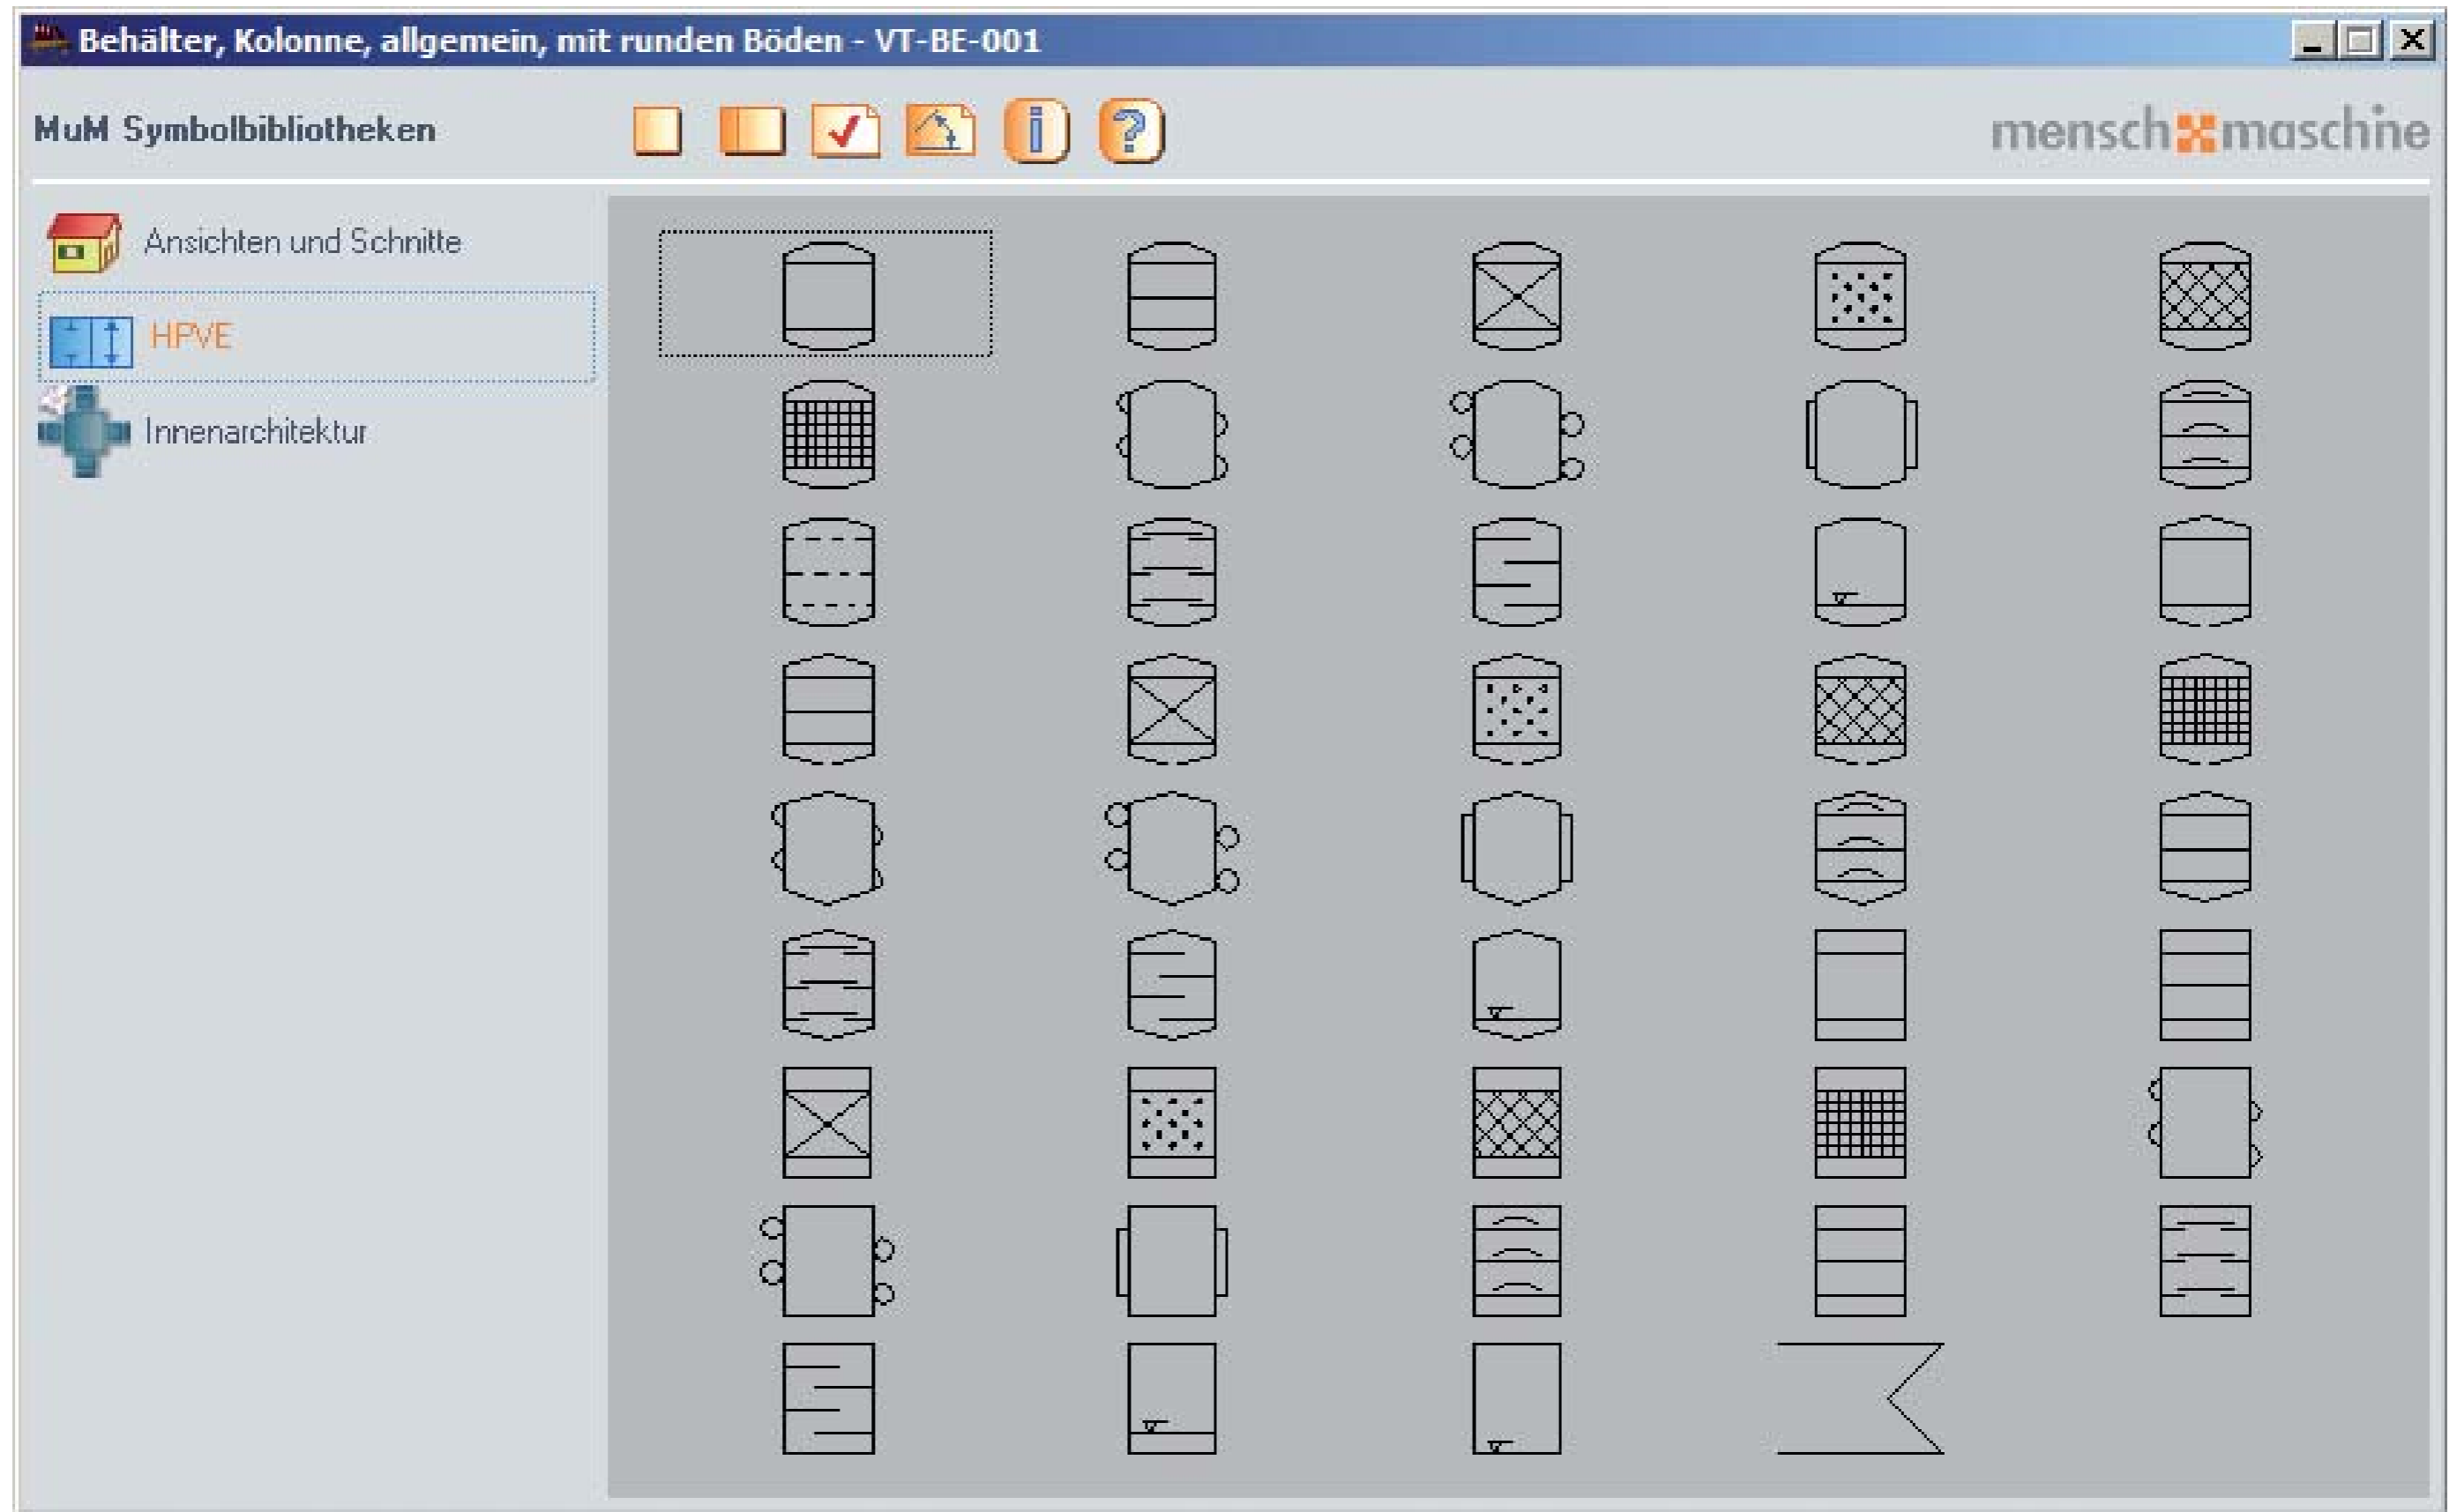 Behälter, Kolonne, allgemein, mit runden Böden - VT-BE-001
MuM Symbolbibliotheken
mensch maschine
Ansichten und Schnitte
HPVE
Innenarchitektur